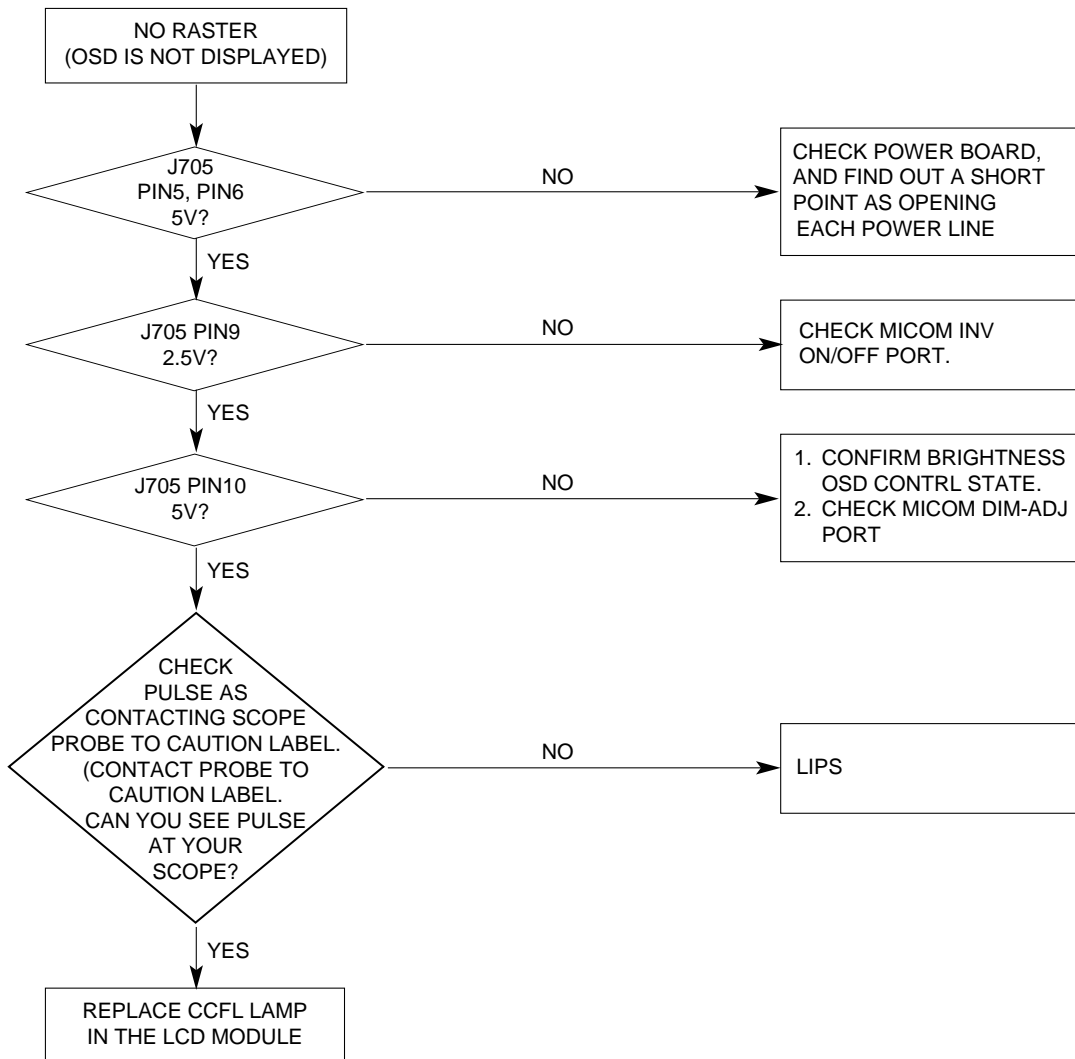 NO RASTER
(OSD IS NOT DISPLAYED)
J705
PIN5, PIN6
5V?
NO
CHECK POWER BOARD,
AND FIND OUT A SHORT
POINT AS OPENING
EACH POWER LINE
YES
J705 PIN9
2.5V?
NO
CHECK MICOM INV
ON/OFF PORT.
YES
J705 PIN10
5V?
NO
1. CONFIRM BRIGHTNESS
OSD CONTRL STATE.
2. CHECK MICOM DIM-ADJ
PORT
YES
CHECK
PULSE AS
CONTACTING SCOPE
PROBE TO CAUTION LABEL.
(CONTACT PROBE TO
CAUTION LABEL.
CAN YOU SEE PULSE
AT YOUR
SCOPE?
NO
LIPS
YES
REPLACE CCFL LAMP
IN THE LCD MODULE